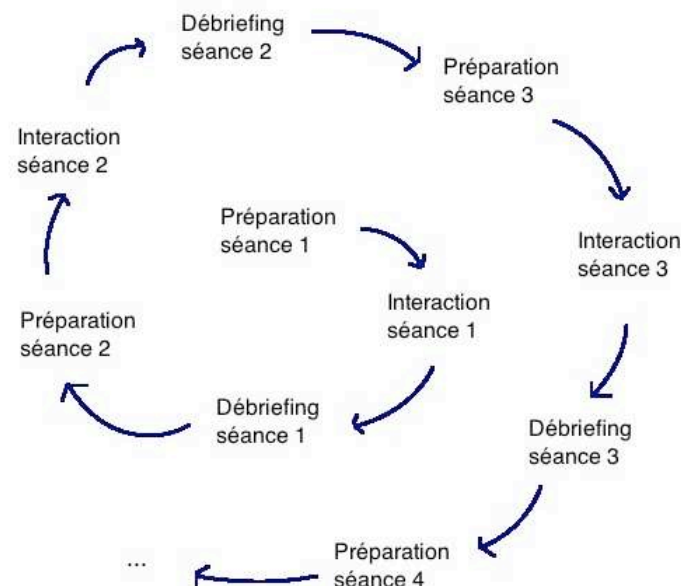 Débriefing
séance 2
Préparation
séance 3
Interaction
séance 2
Préparation
séance 1
Interaction
séance 3
Interaction
séance 1
Préparation
séance 2
Débriefing
séance 1
Débriefing
séance 3
Préparation
séance 4
...